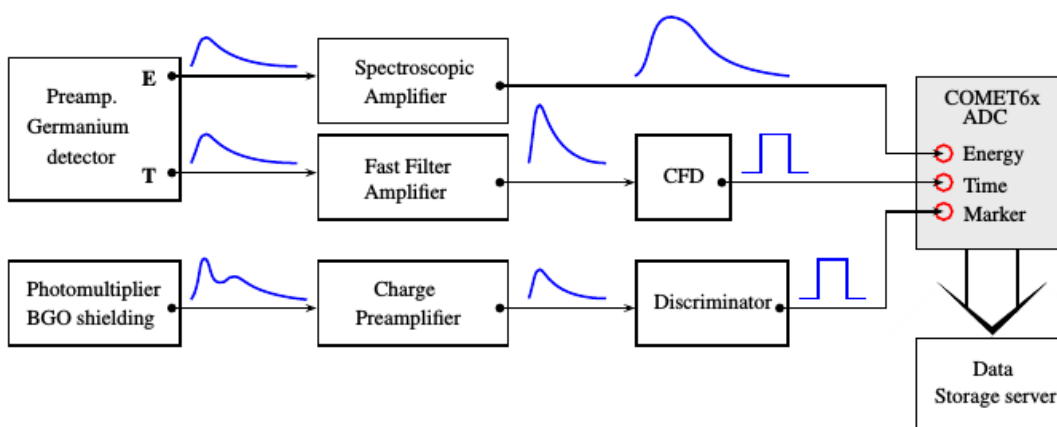 Preamp.
Germanium
detector
E
T
Spectroscopic
Amplifier
Fast Filter
Amplifier
CFD
COMET6x
ADC
Energy
Time
Marker
Photomultiplier
BGO shielding
Charge
Preamplifier
Discriminator
Data
Storage server